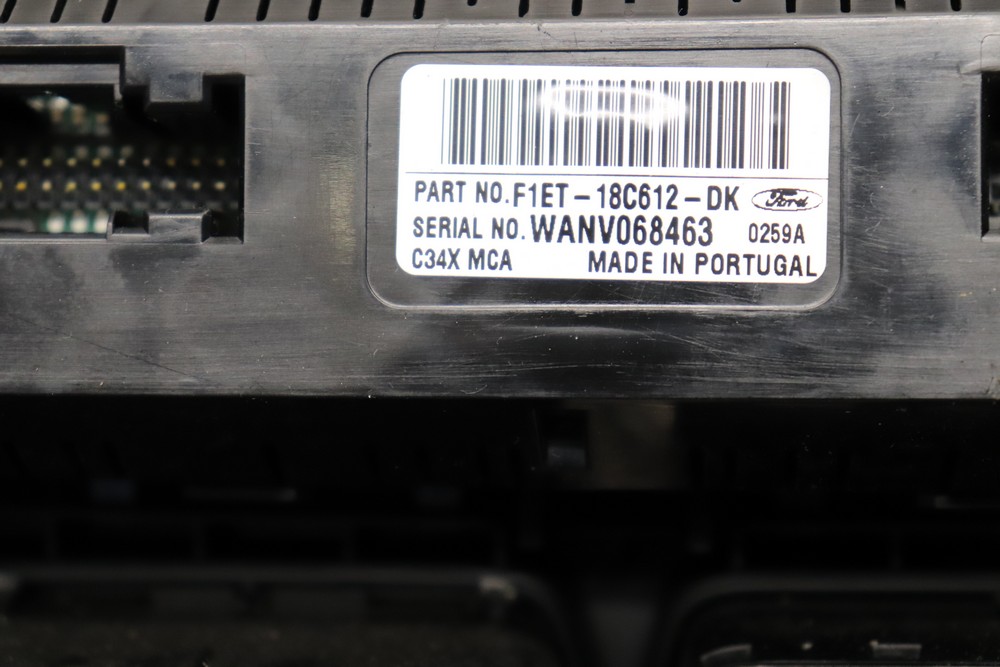 PART NO. F1ET-18C612-DK Ford
SERIAL NO. WANV068463 0259A
C34X MCA MADE IN PORTUGAL